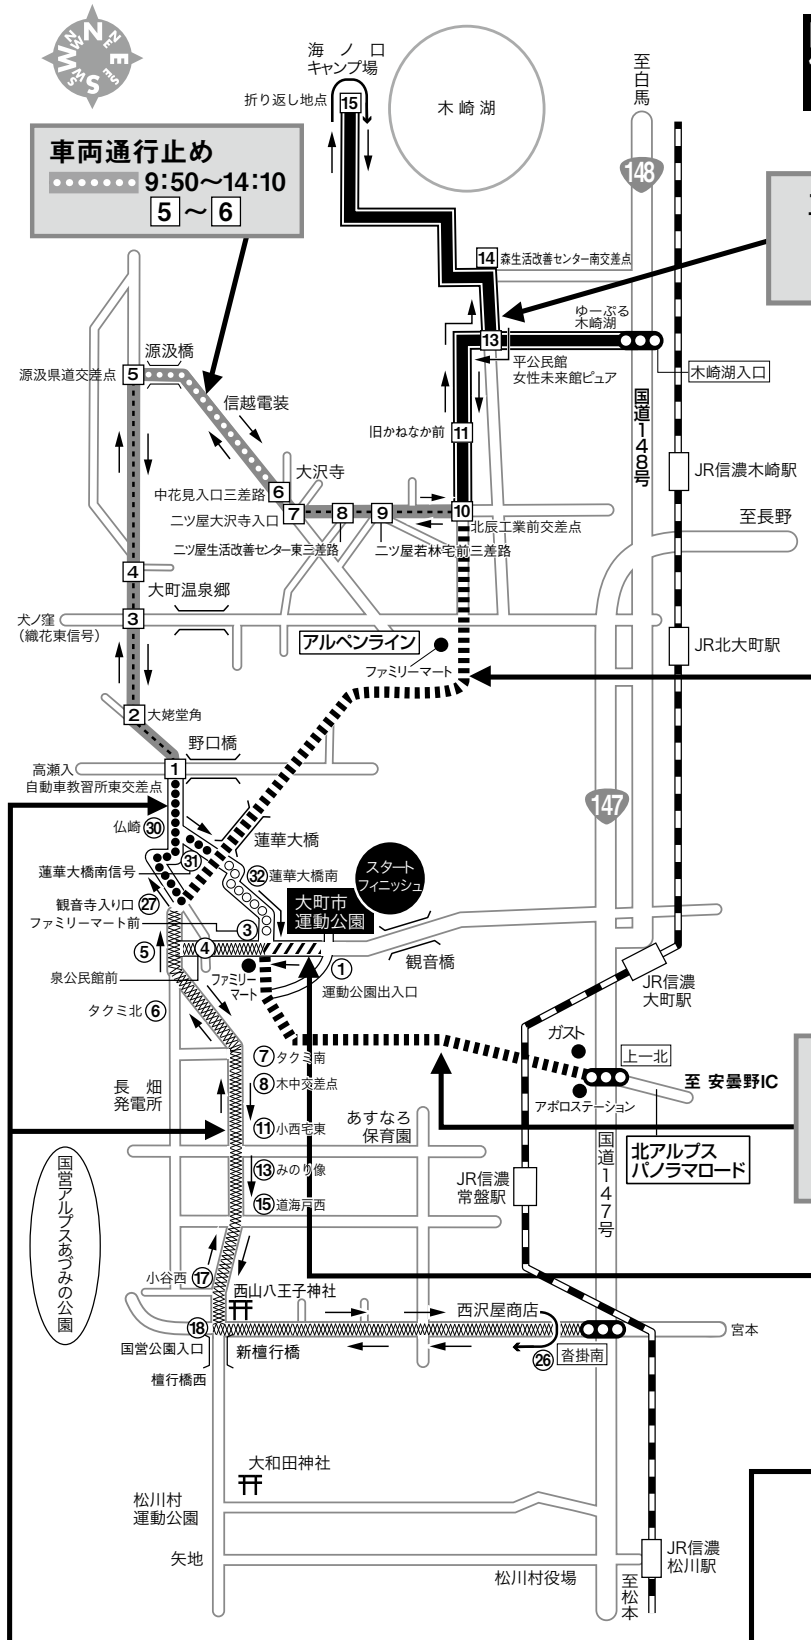 N
NE
E
SE
S
SW
W
NW
海ノ口
キャンプ場
折り返し地点
15
木崎湖
至白馬
148
車両通行止め
9:50〜14:10
5〜6
14
森生活改善センター南交差点
ゆーぷる
木崎湖
13
平公民館
女性未来館ピュア
木崎湖入口
源汲橋
源汲県道交差点
5
信越電装
旧かねなか前
11
国道148号
JR信濃木崎駅
大沢寺
中花見入口三差路
6
7
8
9
10
二ツ屋大沢寺入口
北辰工業前交差点
至長野
二ツ屋生活改善センター東三差路
二ツ屋若林宅前三差路
4
大町温泉郷
犬ノ窪
(織花東信号)
3
アルペンライン
ファミリーマート
JR北大町駅
2
大姥堂角
野口橋
高瀬入
1
自動車教習所東交差点
147
仏崎
㉚
蓮華大橋
㉛
蓮華大橋南信号
㉜
蓮華大橋南
スタート
フィニッシュ
観音寺入り口
㉗
大町市
運動公園
ファミリーマート前
③
④
⑤
①
観音橋
泉公民館前
ファミリー
マート
運動公園出入口
JR信濃
大町駅
タクミ北
⑥
ガスト
⑦
タクミ南
上一北
至 安曇野IC
⑧
木中交差点
アポロステーション
長畑
発電所
あすなろ
保育園
⑪
小西宅東
北アルプス
パノラマロード
国道147号
⑬
みのり像
JR信濃
常盤駅
国営アルプスあづみの公園
⑮
道海戸西
小谷西
⑰
西山八王子神社
西沢屋商店
⑱
宮本
国営公園入口
新檀行橋
㉖
沓掛南
檀行橋西
大和田神社
松川村
運動公園
矢地
松川村役場
JR信濃
松川駅
至松本